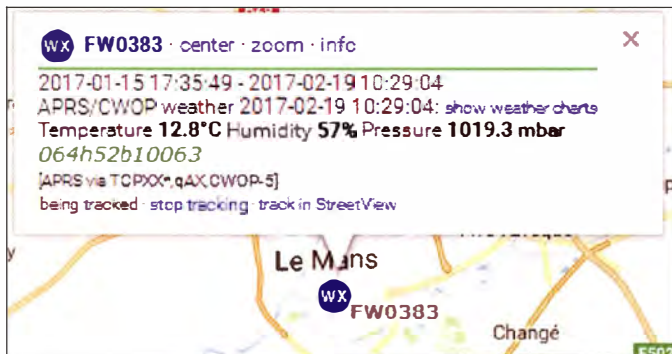 WX FW0383 · center · zoom · info ×
2017-01-15 17:35:49 - 2017-02-19 10:29:04
APRS/CWOP weather 2017-02-19 10:29:04: show weather charts
Temperature 12.8°C Humidity 57% Pressure 1019.3 mbar
064h52b10063
[APRS via TCPXX*,qAX,CWOP-5]
being tracked · stop tracking · track in StreetView
Le Mans
WX
FW0383
Changé